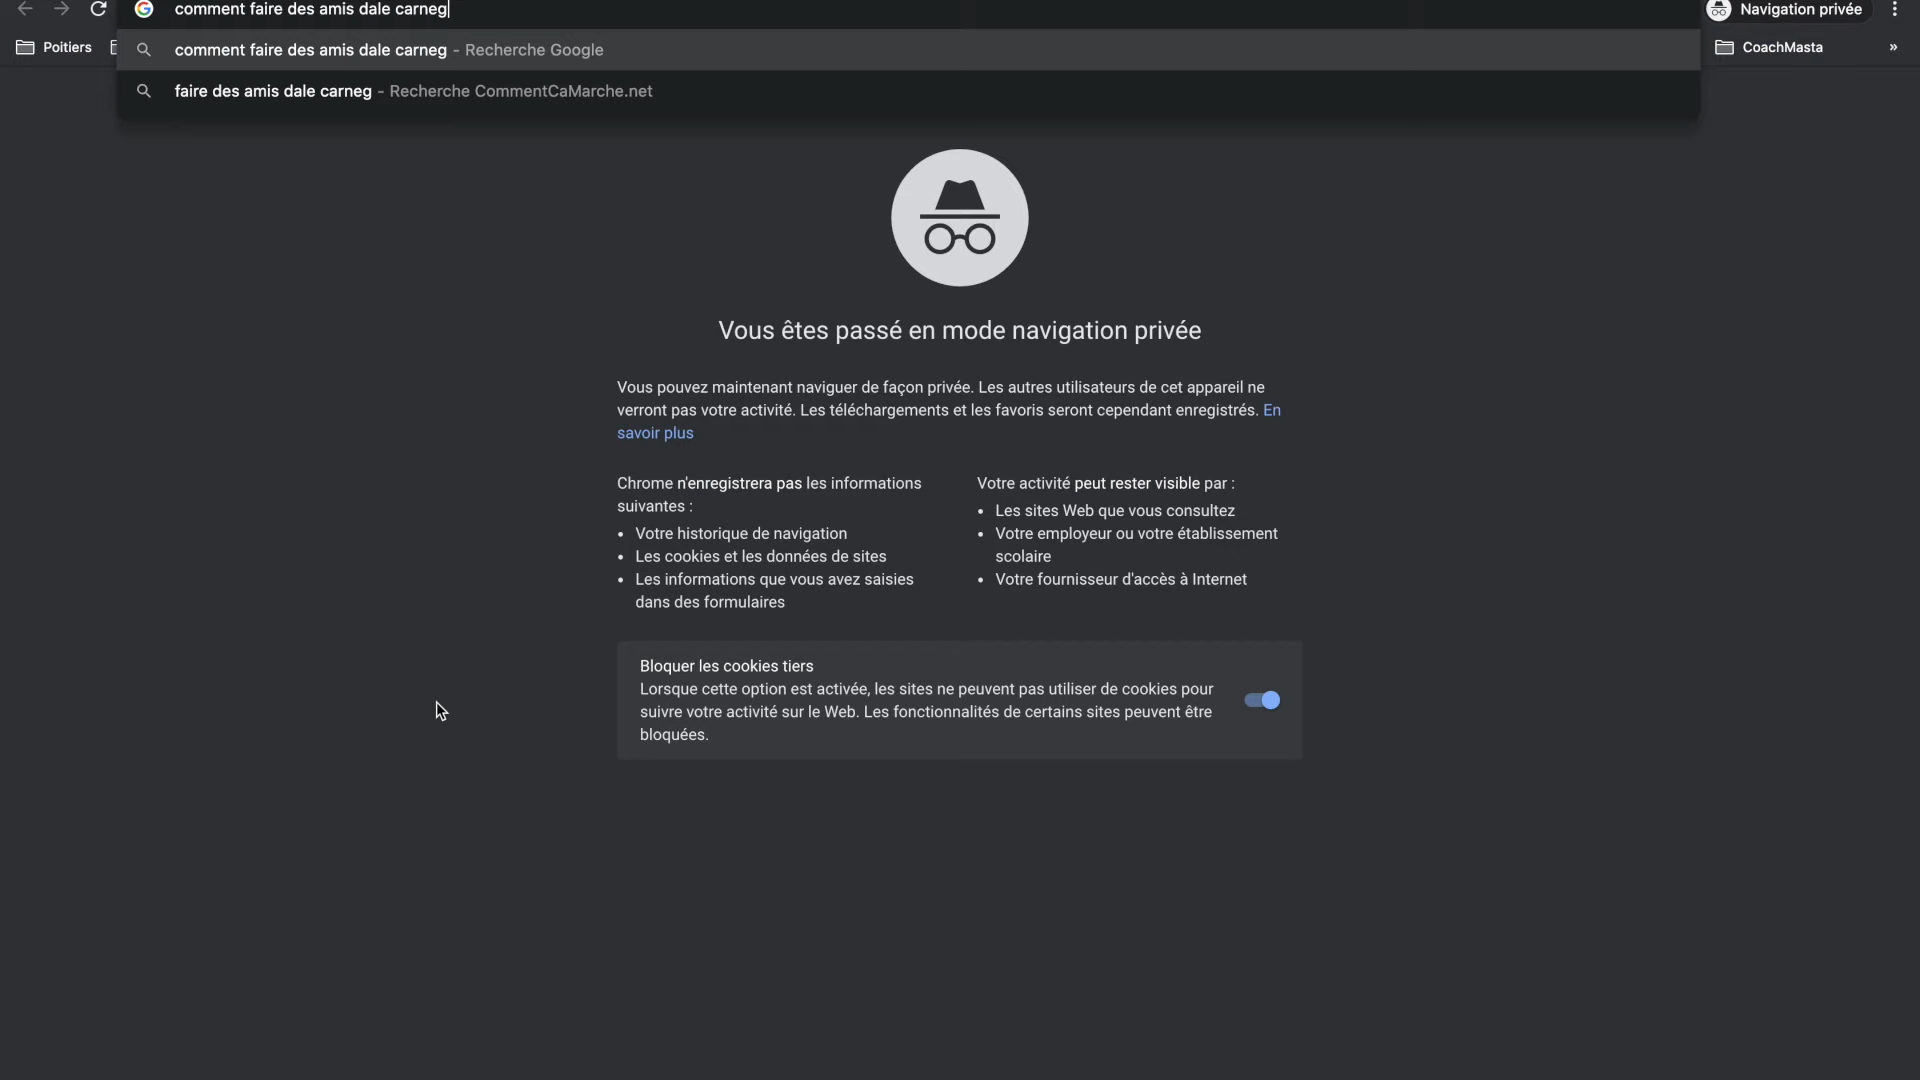 comment faire des amis dale carneg
Navigation privée
Poitiers
comment faire des amis dale carneg - Recherche Google
CoachMasta
»
faire des amis dale carneg - Recherche CommentCaMarche.net
Vous êtes passé en mode navigation privée
Vous pouvez maintenant naviguer de façon privée. Les autres utilisateurs de cet appareil ne
verront pas votre activité. Les téléchargements et les favoris seront cependant enregistrés. En
savoir plus
Chrome n'enregistrera pas les informations
suivantes :
• Votre historique de navigation
• Les cookies et les données de sites
• Les informations que vous avez saisies
dans des formulaires
Votre activité peut rester visible par :
• Les sites Web que vous consultez
• Votre employeur ou votre établissement
scolaire
• Votre fournisseur d'accès à Internet
Bloquer les cookies tiers
Lorsque cette option est activée, les sites ne peuvent pas utiliser de cookies pour
suivre votre activité sur le Web. Les fonctionnalités de certains sites peuvent être
bloquées.